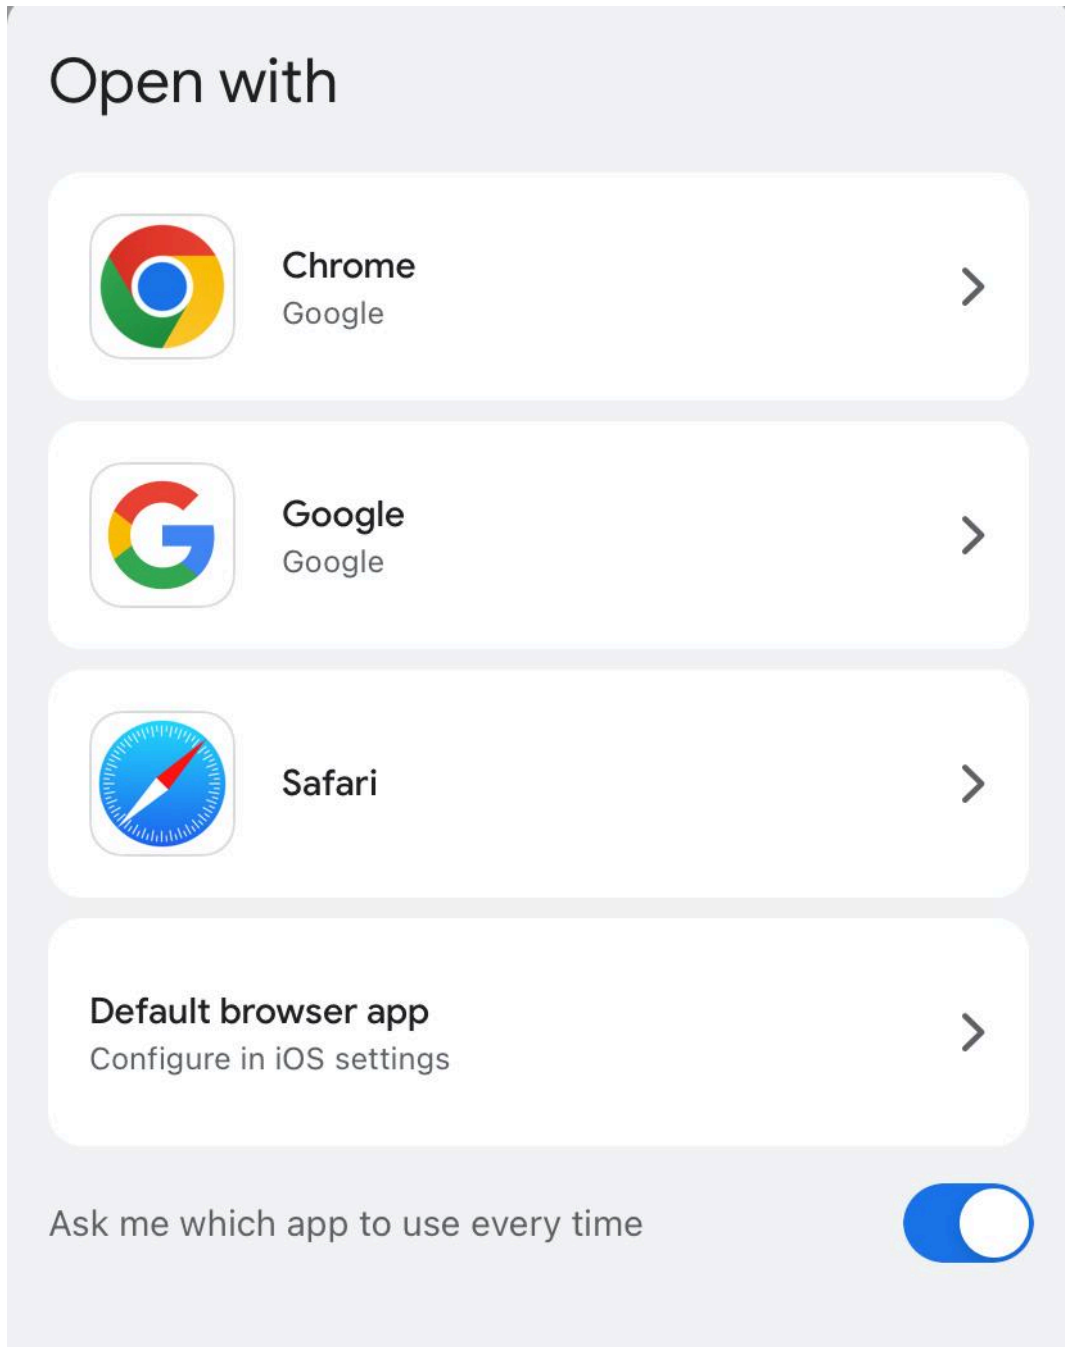 Open with
Chrome
Google
Google
Google
Safari
Default browser app
Configure in iOS settings
Ask me which app to use every time